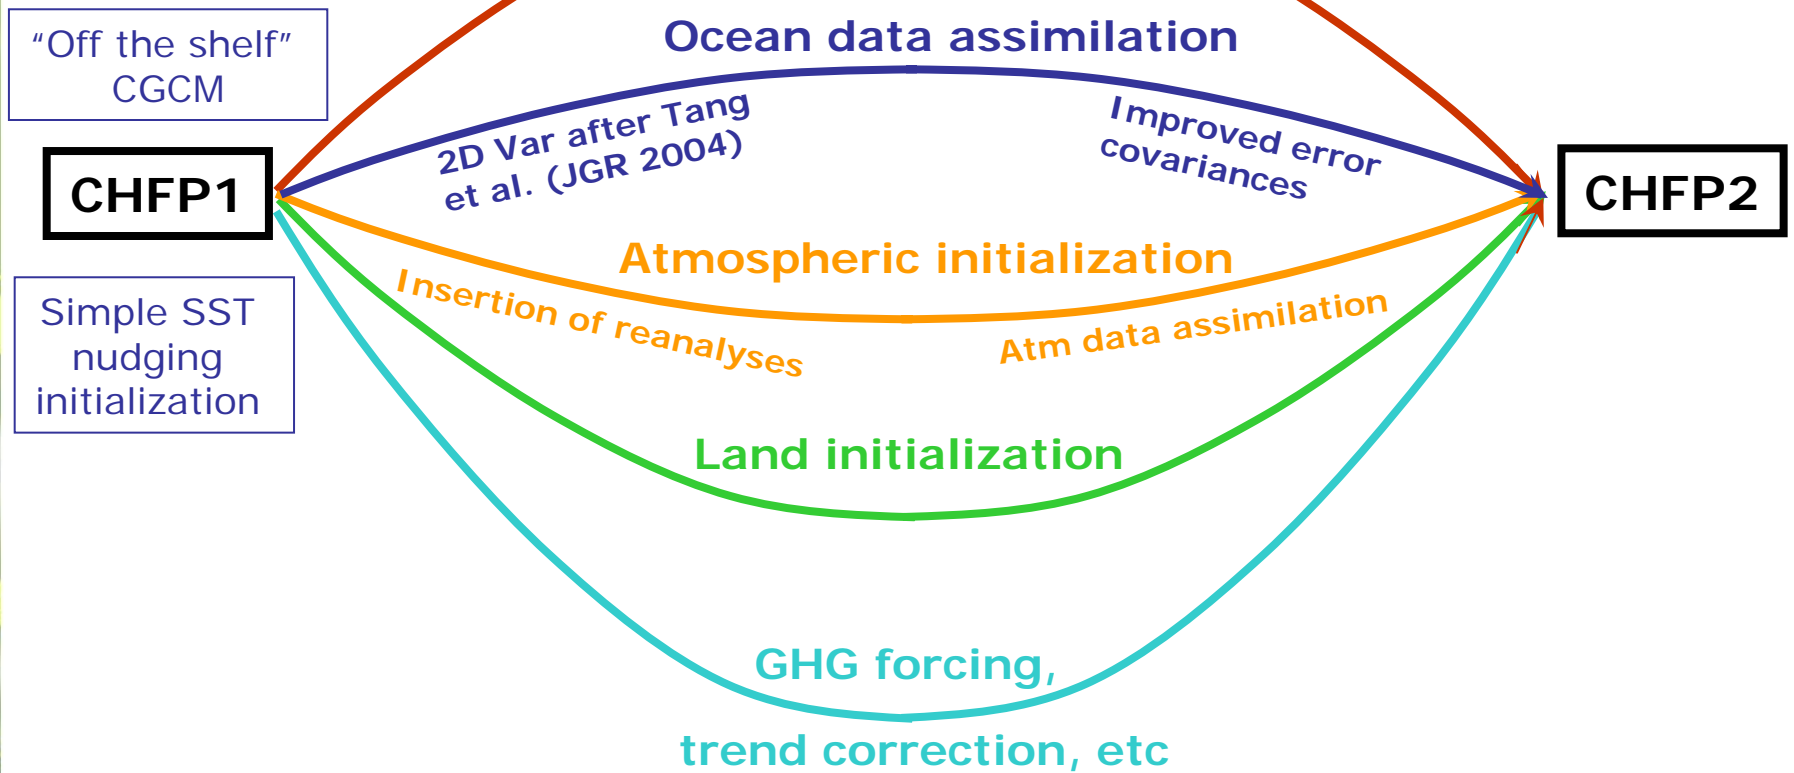 “Off the shelf”
CGCM
CHFP1
Simple SST
nudging
initialization
Ocean data assimilation
2D Var after Tang
et al. (JGR 2004)
Improved error
covariances
Atmospheric initialization
Insertion of reanalyses
Atm data assimilation
Land initialization
GHG forcing,
trend correction, etc
CHFP2